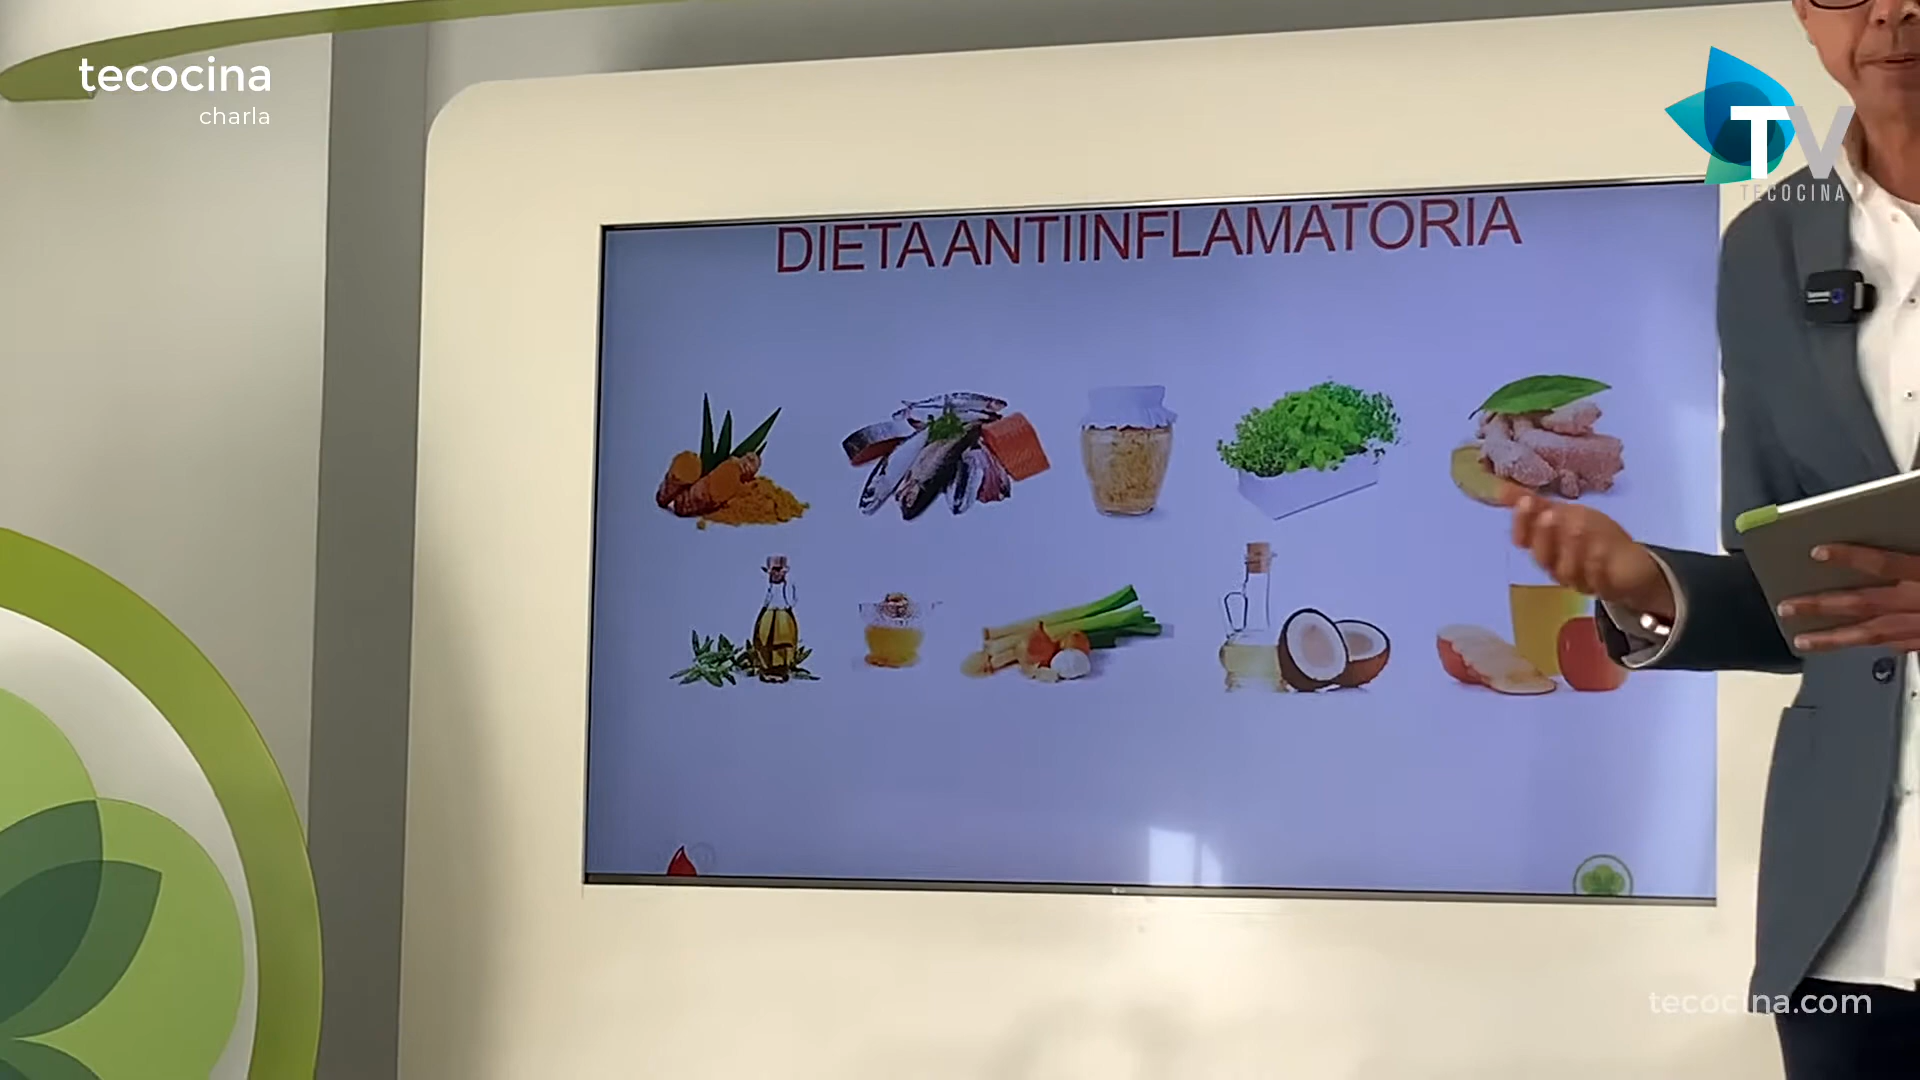 tecocina
charla
TV
TECOCINA
DIETA ANTIINFLAMATORIA
tecocina.com